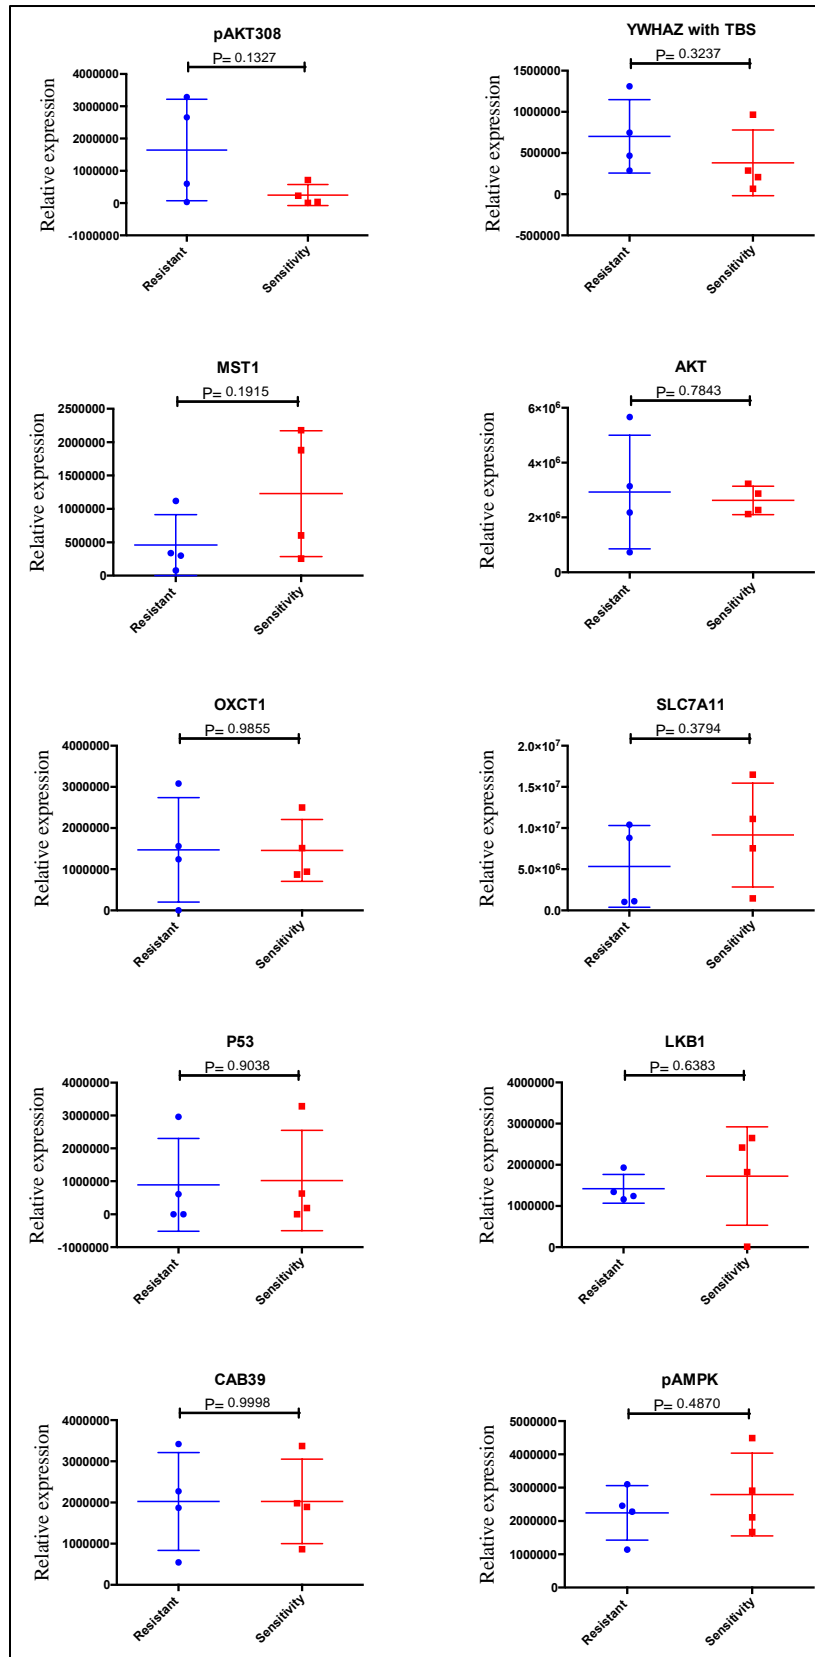 pAKT308
P= 0.1327
Relative expression
4000000
3000000
2000000
1000000
0
-1000000
Resistant
Sensitivity
YWHAZ with TBS
P= 0.3237
Relative expression
1500000
1000000
500000
0
-500000
Resistant
Sensitivity
MST1
P= 0.1915
Relative expression
2500000
2000000
1500000
1000000
500000
0
Resistant
Sensitivity
AKT
P= 0.7843
Relative expression
6×10⁶
4×10⁶
2×10⁶
0
Resistant
Sensitivity
OXCT1
P= 0.9855
Relative expression
4000000
3000000
2000000
1000000
0
Resistant
Sensitivity
SLC7A11
P= 0.3794
Relative expression
2.0×10⁷
1.5×10⁷
1.0×10⁷
5.0×10⁶
0.0
Resistant
Sensitivity
P53
P= 0.9038
Relative expression
4000000
3000000
2000000
1000000
0
-1000000
Resistant
Sensitivity
LKB1
P= 0.6383
Relative expression
4000000
3000000
2000000
1000000
0
Resistant
Sensitivity
CAB39
P= 0.9998
Relative expression
4000000
3000000
2000000
1000000
0
Resistant
Sensitivity
pAMPK
P= 0.4870
Relative expression
5000000
4000000
3000000
2000000
1000000
0
Resistant
Sensitivity